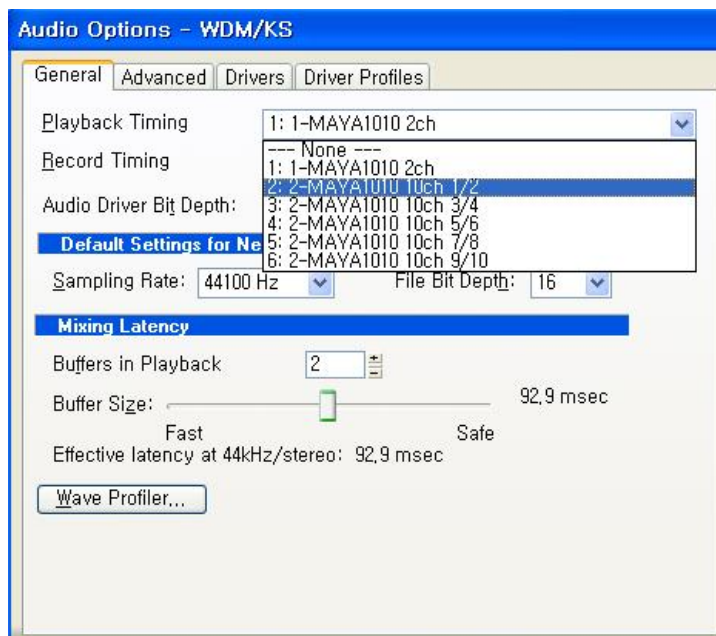 Audio Options - WDM/KS
General Advanced Drivers Driver Profiles
Playback Timing 1: 1-MAYA1010 2ch
--- None ---
Record Timing 1: 1-MAYA1010 2ch
2: 2-MAYA1010 10ch 1/2
Audio Driver Bit Depth: 3: 2-MAYA1010 10ch 3/4
4: 2-MAYA1010 10ch 5/6
Default Settings for Ne 5: 2-MAYA1010 10ch 7/8
6: 2-MAYA1010 10ch 9/10
Sampling Rate: 44100 Hz File Bit Depth: 16
Mixing Latency
Buffers in Playback 2
Buffer Size: 92,9 msec
Fast Safe
Effective latency at 44kHz/stereo: 92,9 msec
Wave Profiler,,,